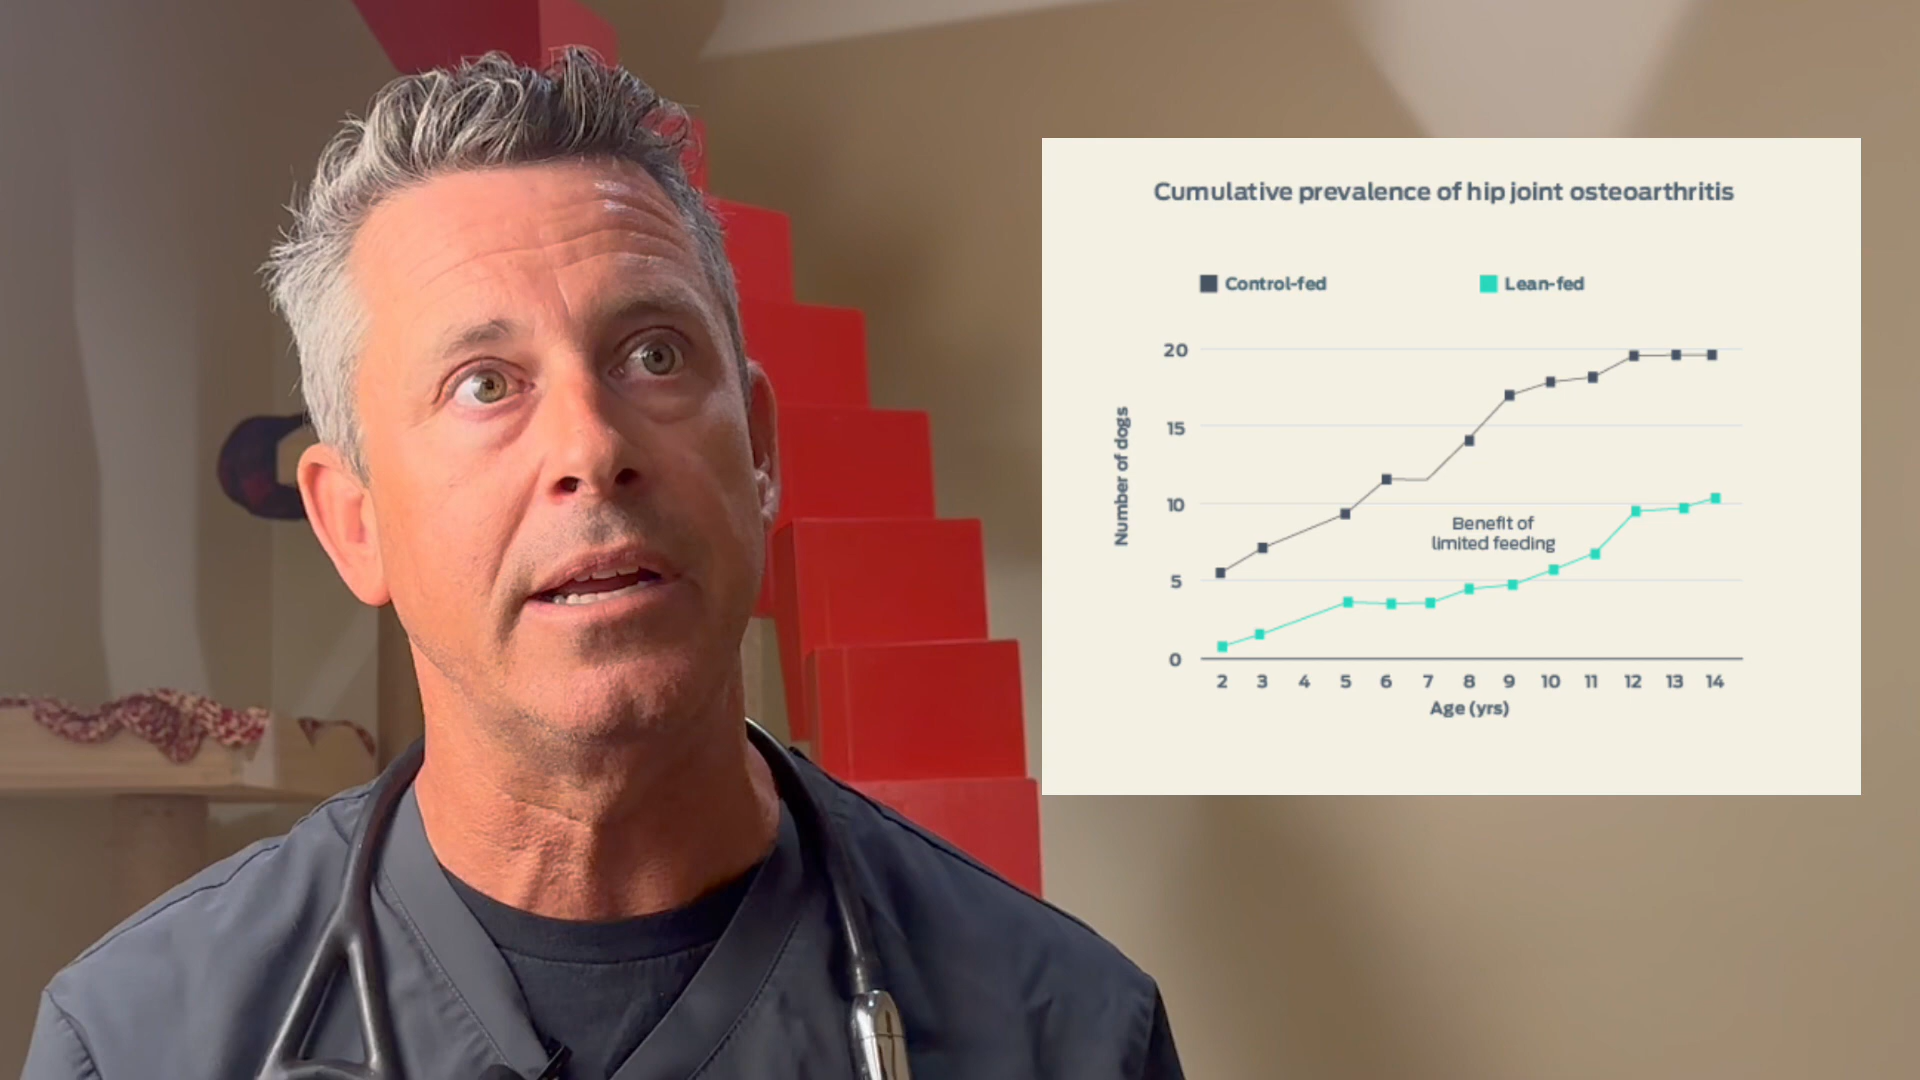 Cumulative prevalence of hip joint osteoarthritis
Control-fed
Lean-fed
20
15
10
5
0
Number of dogs
Benefit of
limited feeding
2 3 4 5 6 7 8 9 10 11 12 13 14
Age (yrs)